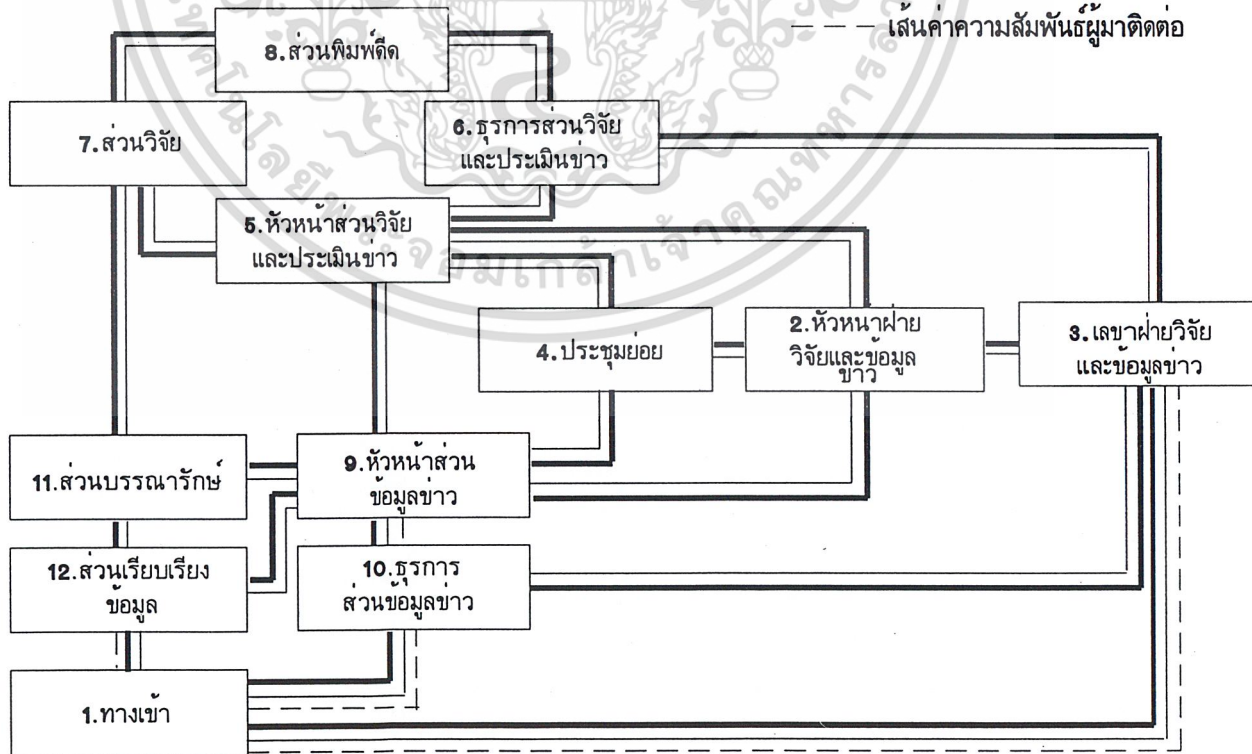 เส้นค่าความสัมพันธ์ผู้มาติดต่อ
8.ส่วนพิมพ์ดีด
7.ส่วนวิจัย
6.ธุรการส่วนวิจัย
และประเมินข่าว
5.หัวหน้าส่วนวิจัย
และประเมินข่าว
4.ประชุมย่อย
2.หัวหนาฝ่าย
วิจัยและข้อมูล
ข่าว
3.เลขาฝ่ายวิจัย
และข้อมูลข่าว
11.ส่วนบรรณารักษ์
9.หัวหน้าส่วน
ข้อมูลข่าว
12.ส่วนเรียบเรียง
ข้อมูล
10.ธุรการ
ส่วนข้อมูลข่าว
1.ทางเข้า